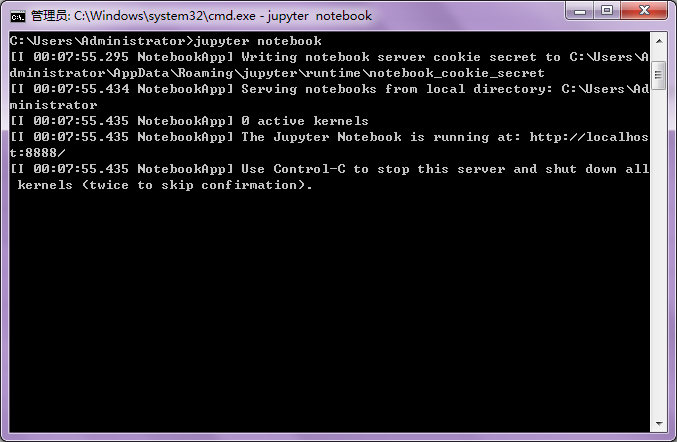 管理员: C:\Windows\system32\cmd.exe - jupyter  notebook
C:\Users\Administrator>jupyter notebook
[I 00:07:55.295 NotebookApp] Writing notebook server cookie secret to C:\Users\A
dministrator\AppData\Roaming\jupyter\runtime\notebook_cookie_secret
[I 00:07:55.434 NotebookApp] Serving notebooks from local directory: C:\Users\Ad
ministrator
[I 00:07:55.435 NotebookApp] 0 active kernels
[I 00:07:55.435 NotebookApp] The Jupyter Notebook is running at: http://localhos
t:8888/
[I 00:07:55.435 NotebookApp] Use Control-C to stop this server and shut down all
 kernels (twice to skip confirmation).